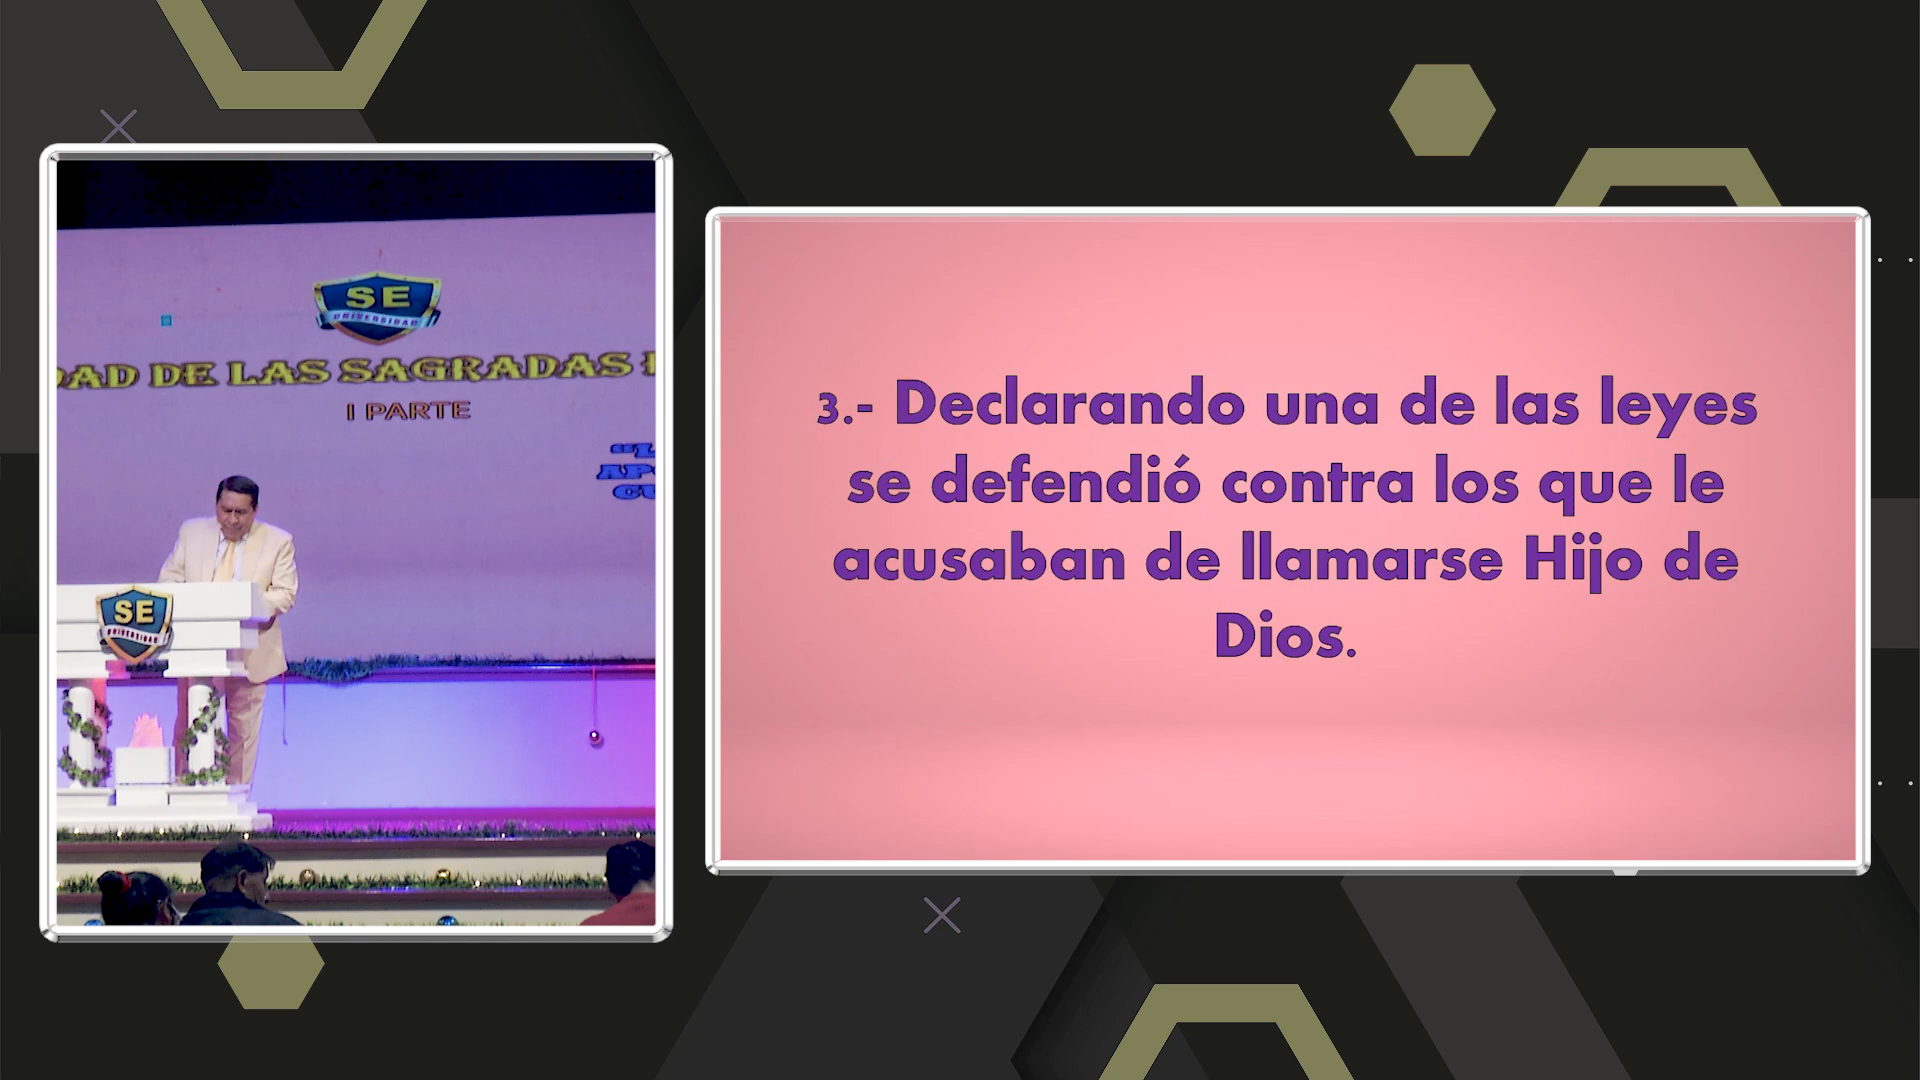 SE
UNIVERSIDAD
DE LAS SAGRADAS
I PARTE
SE
UNIVERSIDAD
3.- Declarando una de las leyes
se defendió contra los que le
acusaban de llamarse Hijo de
Dios.